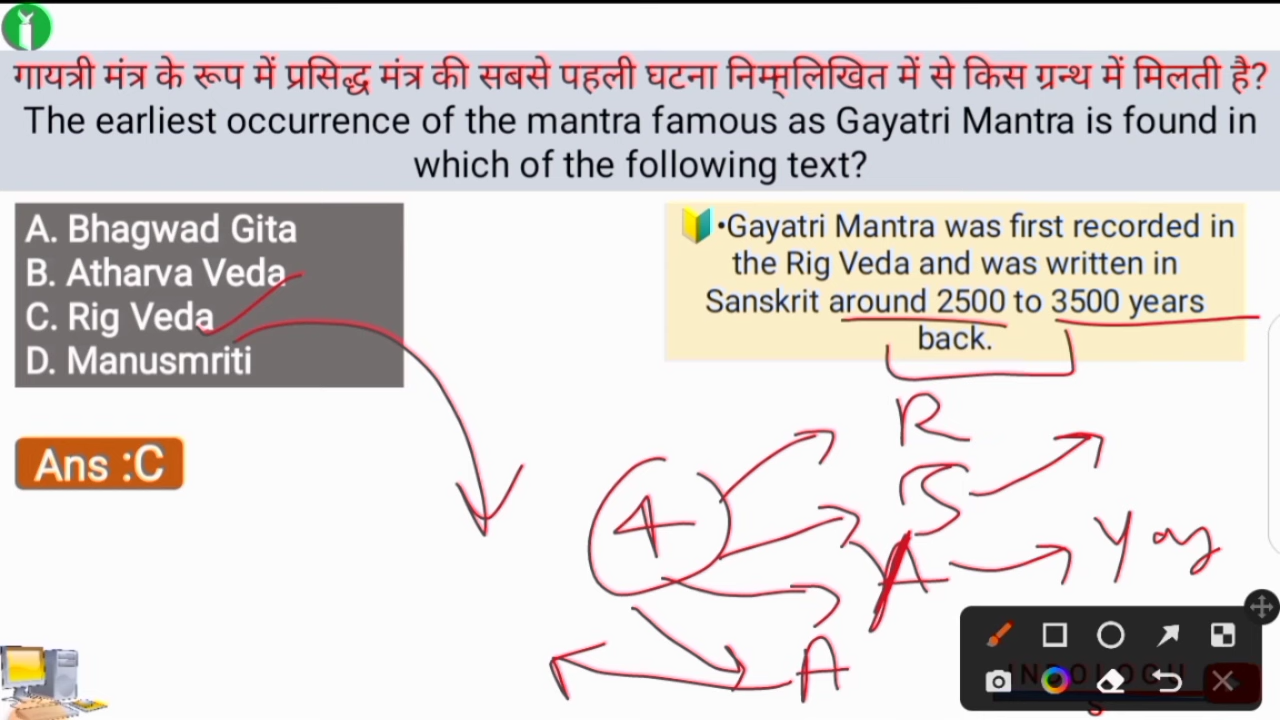 गायत्री मंत्र के रूप में प्रसिद्ध मंत्र की सबसे पहली घटना निम्नलिखित में से किस ग्रन्थ में मिलती है?
The earliest occurrence of the mantra famous as Gayatri Mantra is found in
which of the following text?
A. Bhagwad Gita
B. Atharva Veda
C. Rig Veda
D. Manusmriti
Ans :C
•Gayatri Mantra was first recorded in
the Rig Veda and was written in
Sanskrit around 2500 to 3500 years
back.
4
R
S
A
A
INDOLOGUS